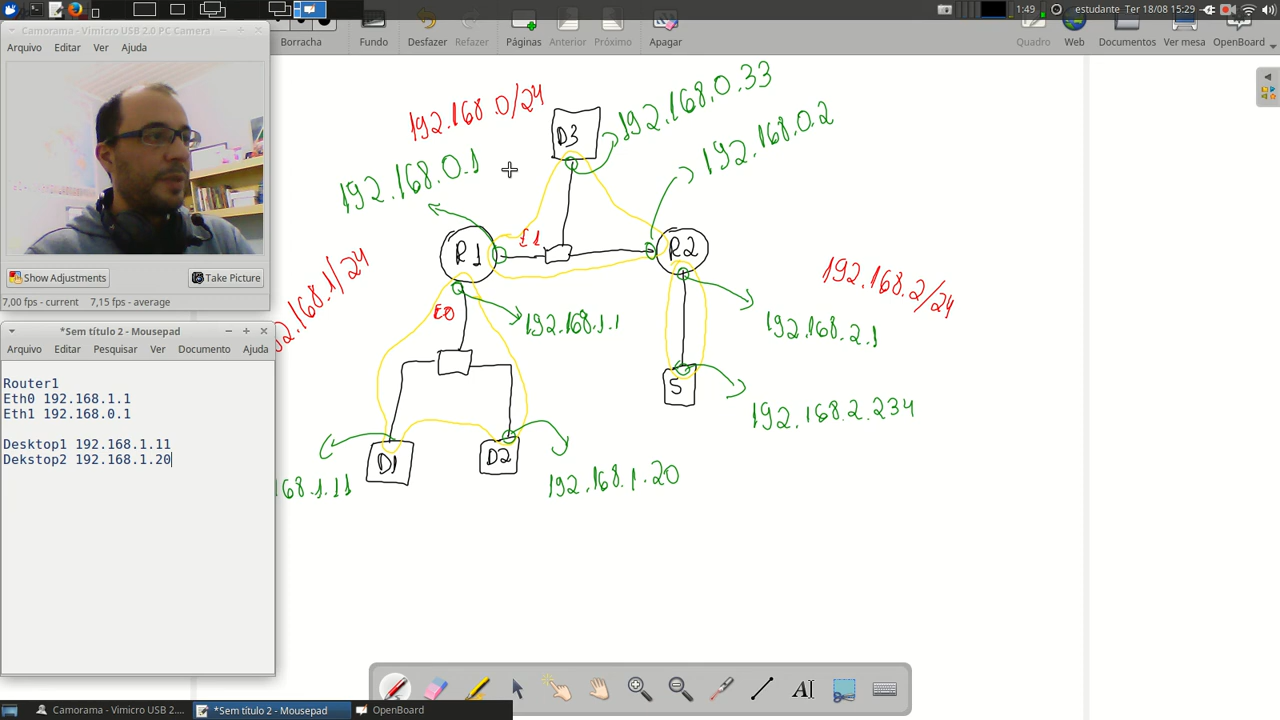 1:49 estudante Ter 18/08 15:29
Camorama - Vimicro USB 2.0 PC Camera
Arquivo Editar Ver Ajuda
Show Adjustments Take Picture
7,00 fps - current 7,15 fps - average
Borracha Fundo Desfazer Refazer Páginas Anterior Próximo Apagar Quadro Web Documentos Ver mesa OpenBoard
*Sem título 2 - Mousepad
Arquivo Editar Pesquisar Ver Documento Ajuda
Router1
Eth0 192.168.1.1
Eth1 192.168.0.1
Desktop1 192.168.1.11
Dekstop2 192.168.1.20
192.168.0/24
D3
192.168.0.33
192.168.0.2
192.168.0.1
R1
E1
R2
92.168.1/24
E0
192.168.1.1
192.168.2/24
192.168.2.1
S
192.168.2.234
D1
D2
168.1.11
192.168.1.20
Camorama - Vimicro USB 2....
*Sem título 2 - Mousepad
OpenBoard